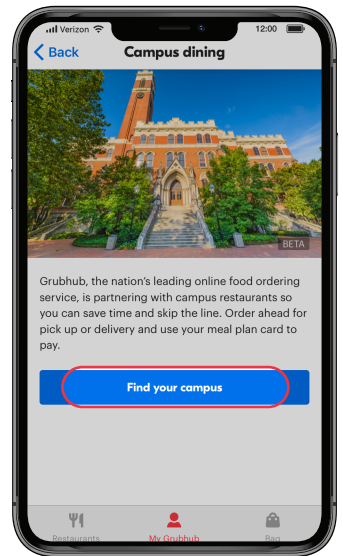 Verizon 12:00
Back Campus dining
BETA
Grubhub, the nation's leading online food ordering
service, is partnering with campus restaurants so
you can save time and skip the line. Order ahead for
pick up or delivery and use your meal plan card to
pay.
Find your campus
Restaurants My Grubhub Bag